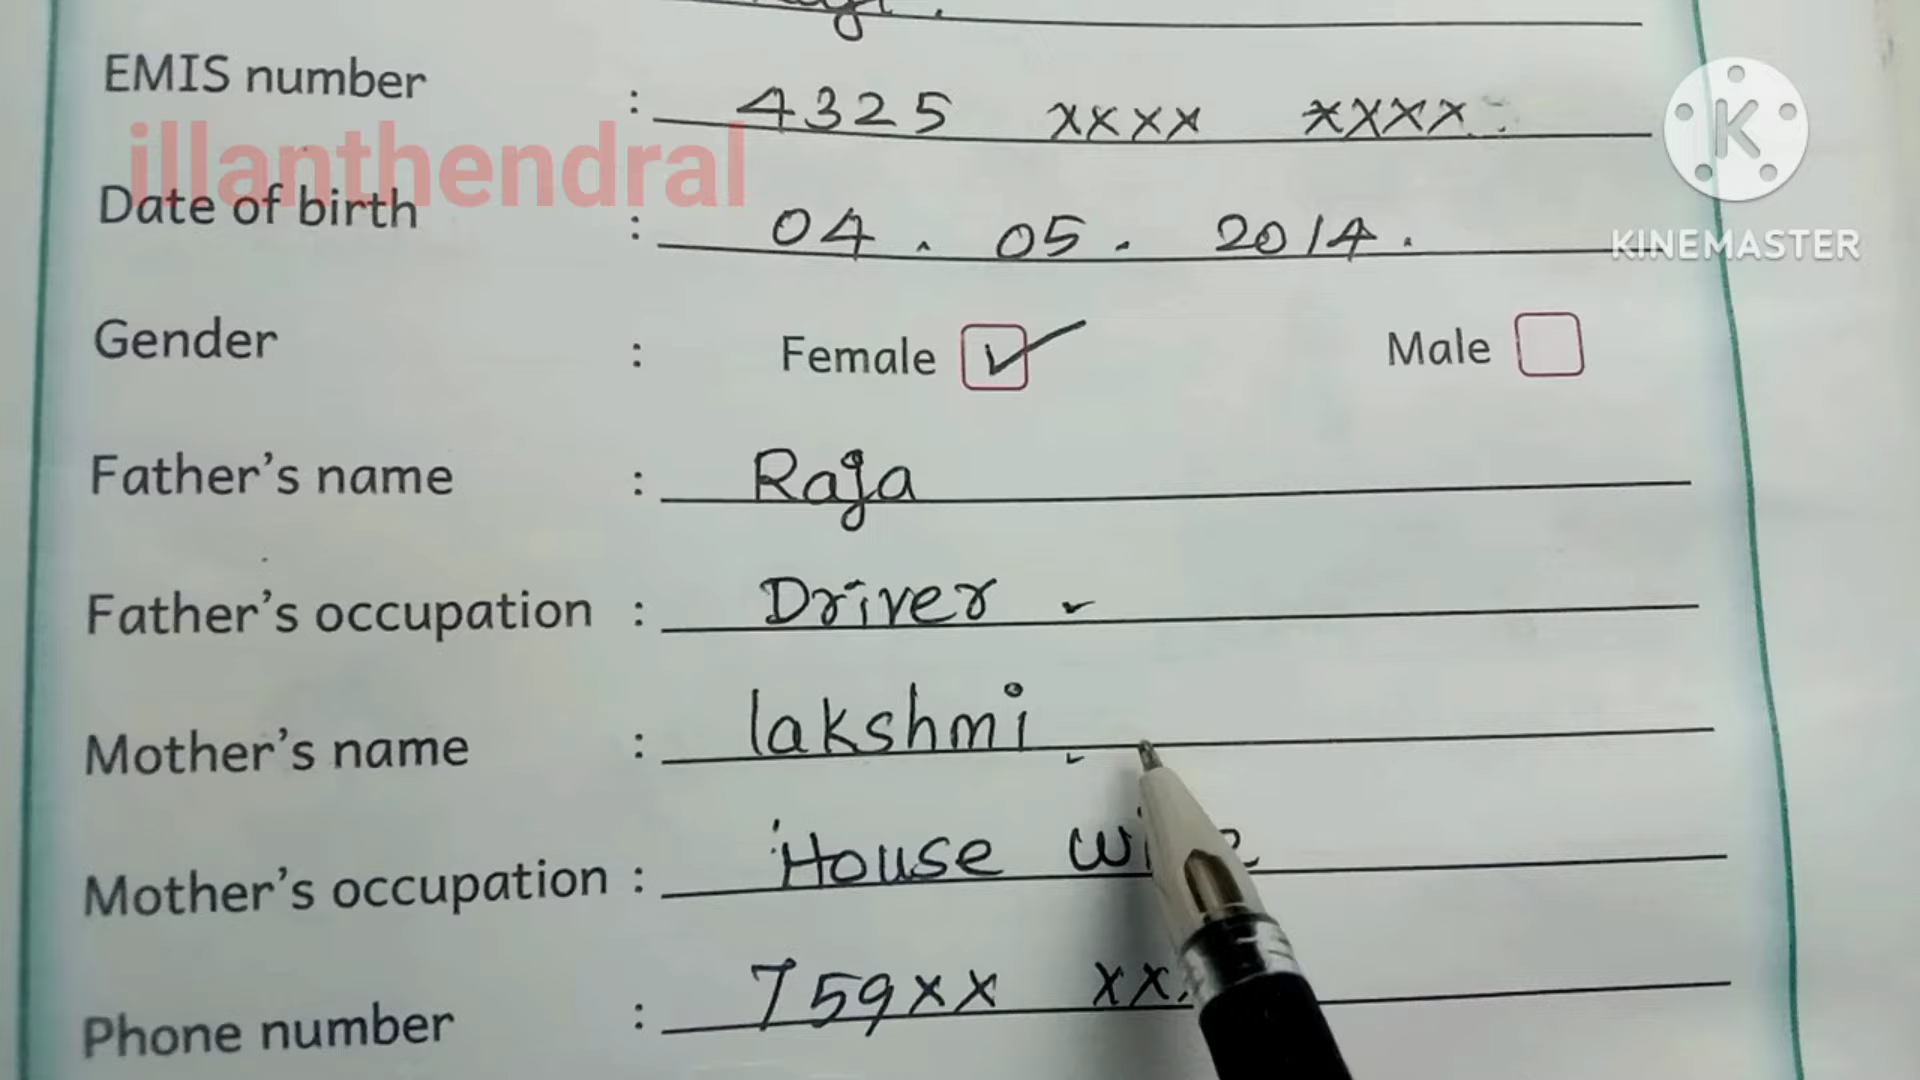 EMIS number : 4325 xxxx xxxx
illanthendral
Date of birth : 04 . 05 . 2014 .
KINEMASTER
Gender : Female ✓ Male
Father's name : Raja
Father's occupation : Driver
Mother's name : lakshmi
Mother's occupation : House
Phone number : 759xx xx